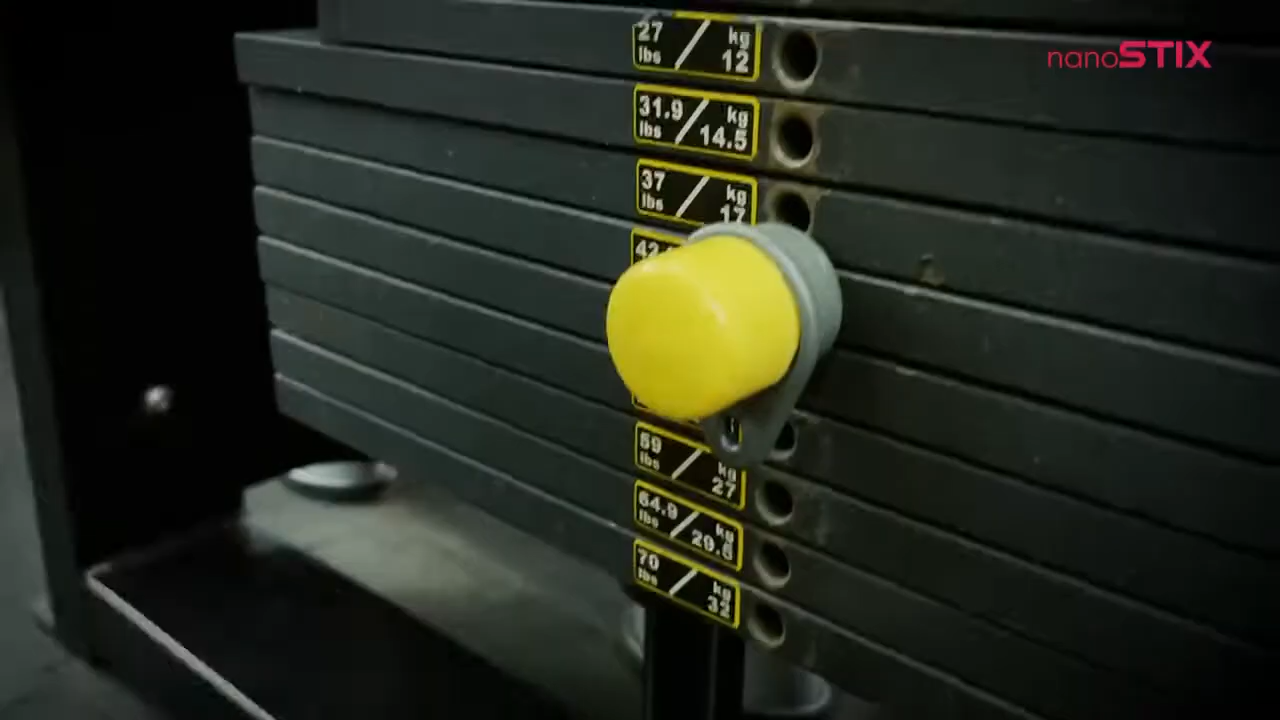 nanoSTIX
27 kg
lbs 12
31.9 kg
lbs 14.5
37 kg
lbs 17
59 kg
lbs 27
64.9 kg
lbs 29.5
70 kg
lbs 32